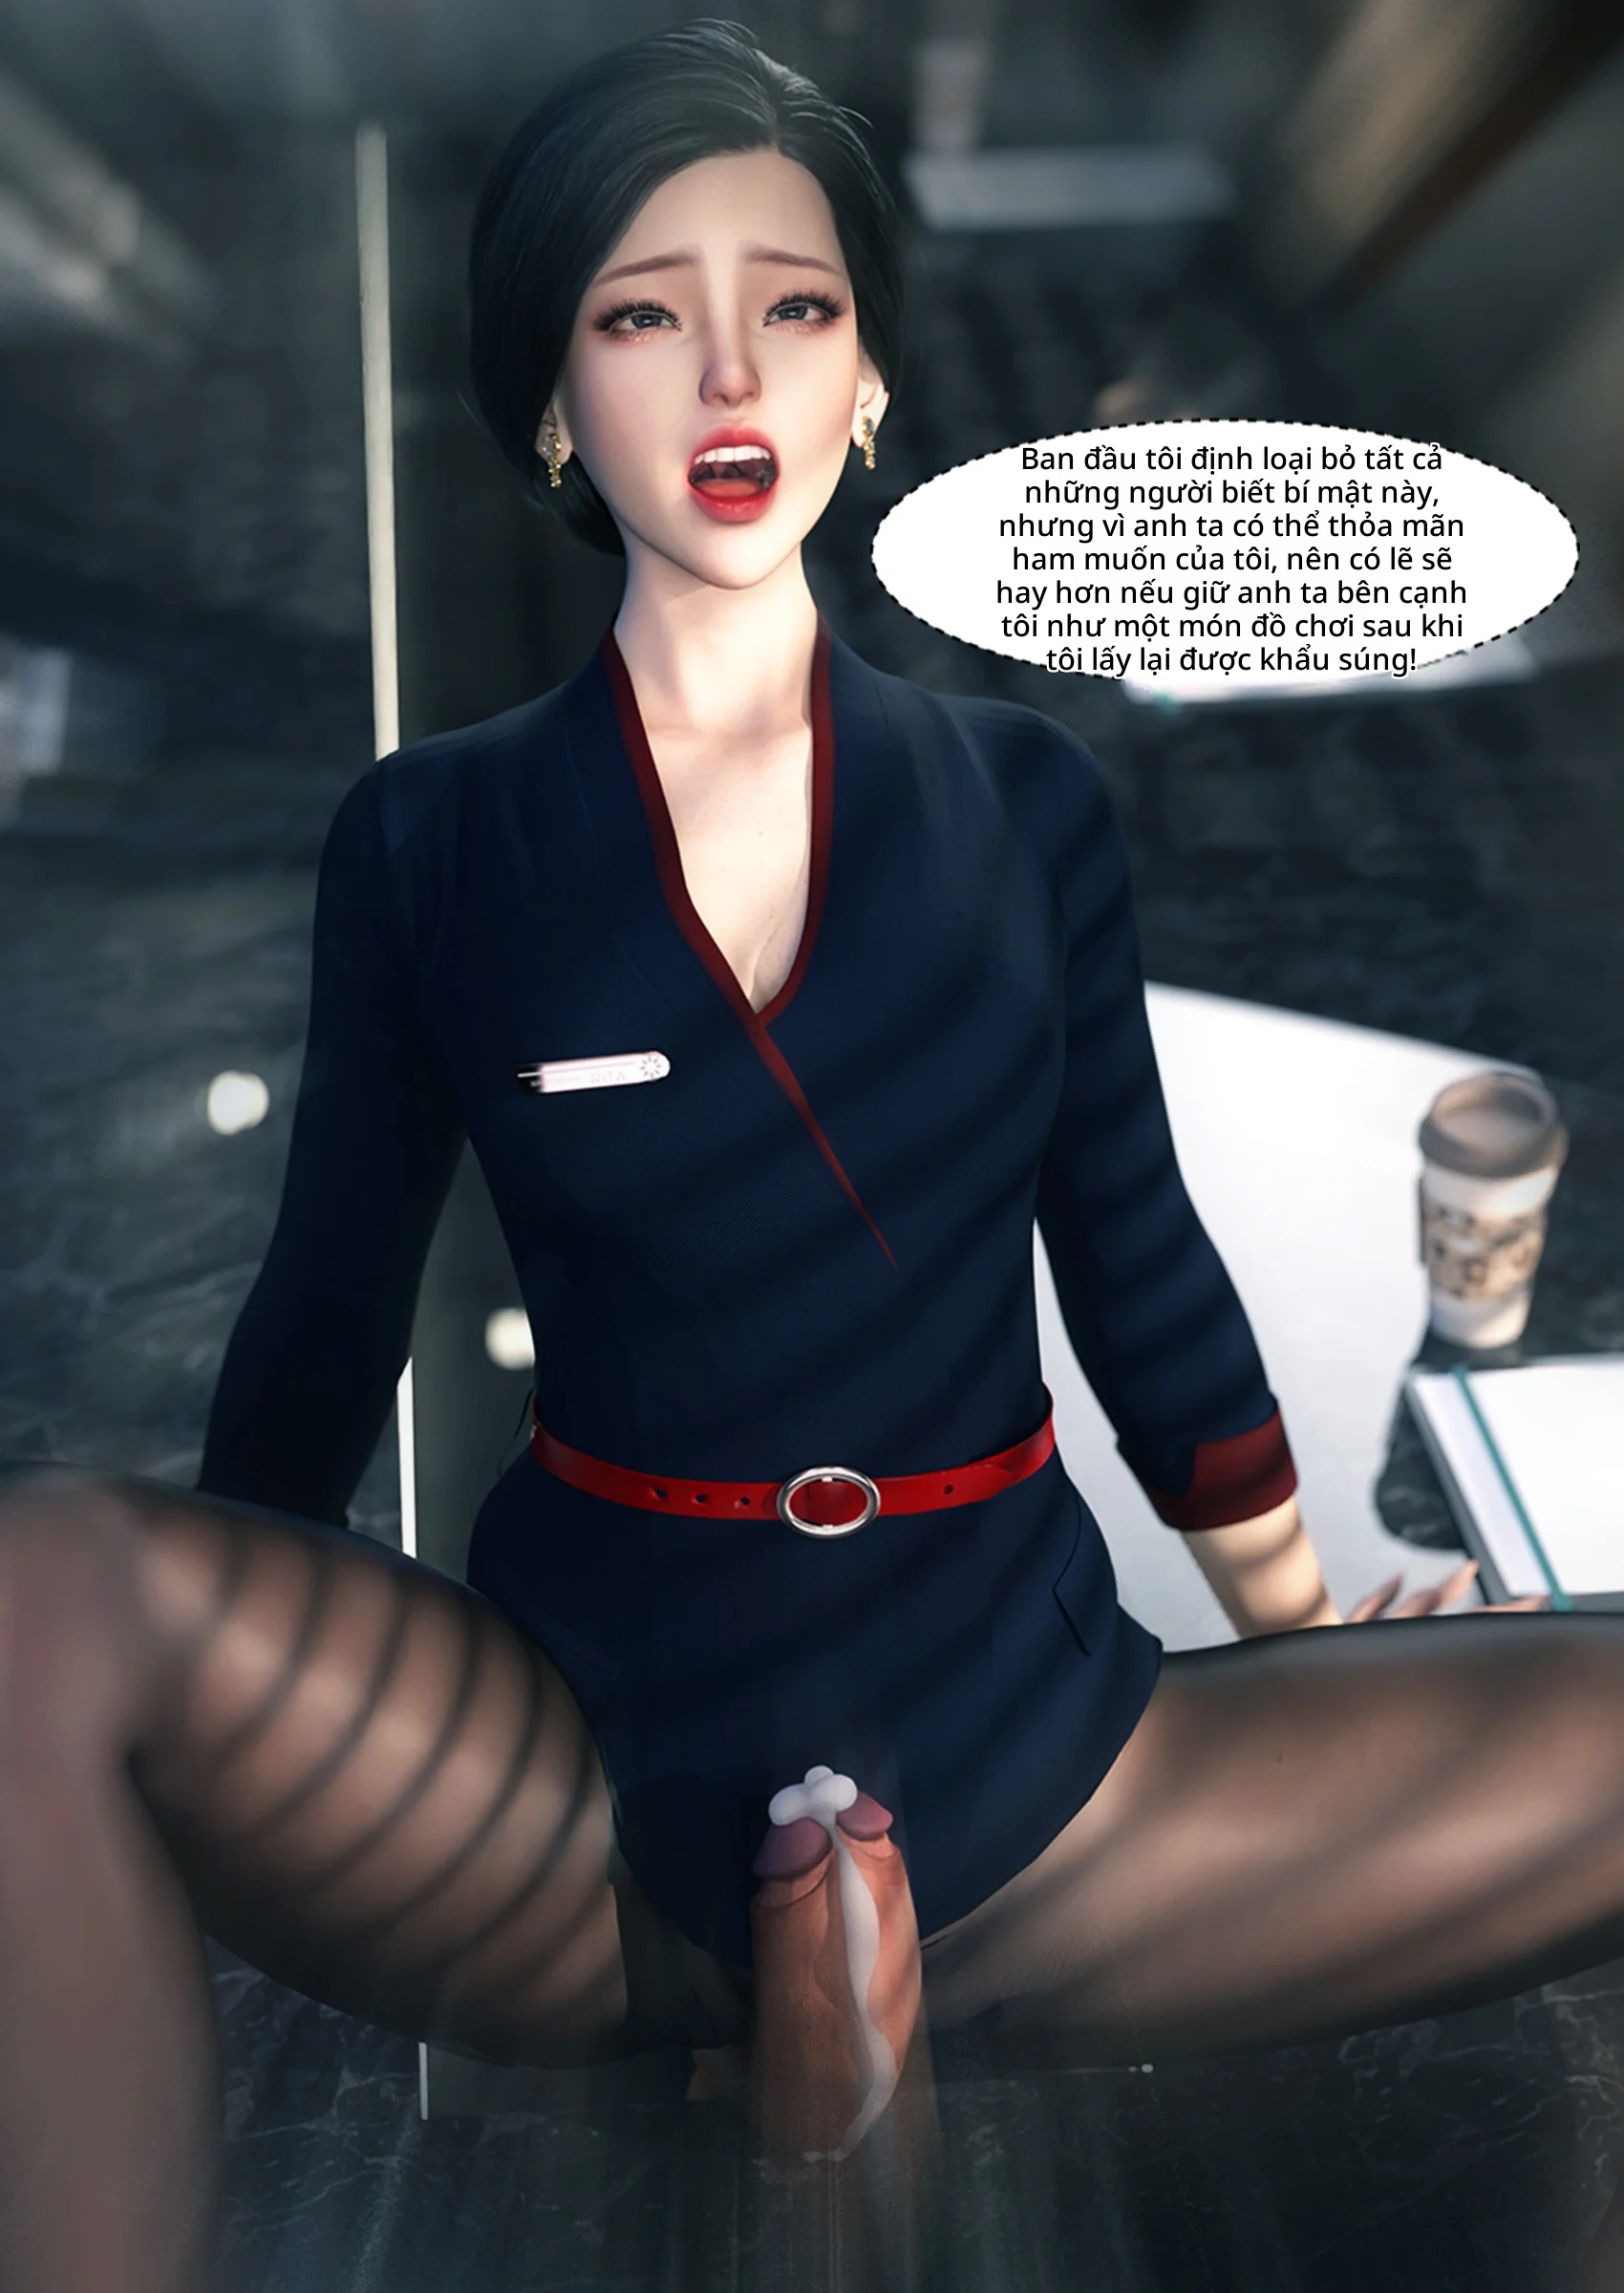 Ban đầu tôi định loại bỏ tất cả
những người biết bí mật này,
nhưng vì anh ta có thể thỏa mãn
ham muốn của tôi, nên có lẽ sẽ
hay hơn nếu giữ anh ta bên cạnh
tôi như một món đồ chơi sau khi
tôi lấy lại được khẩu súng!
RITA